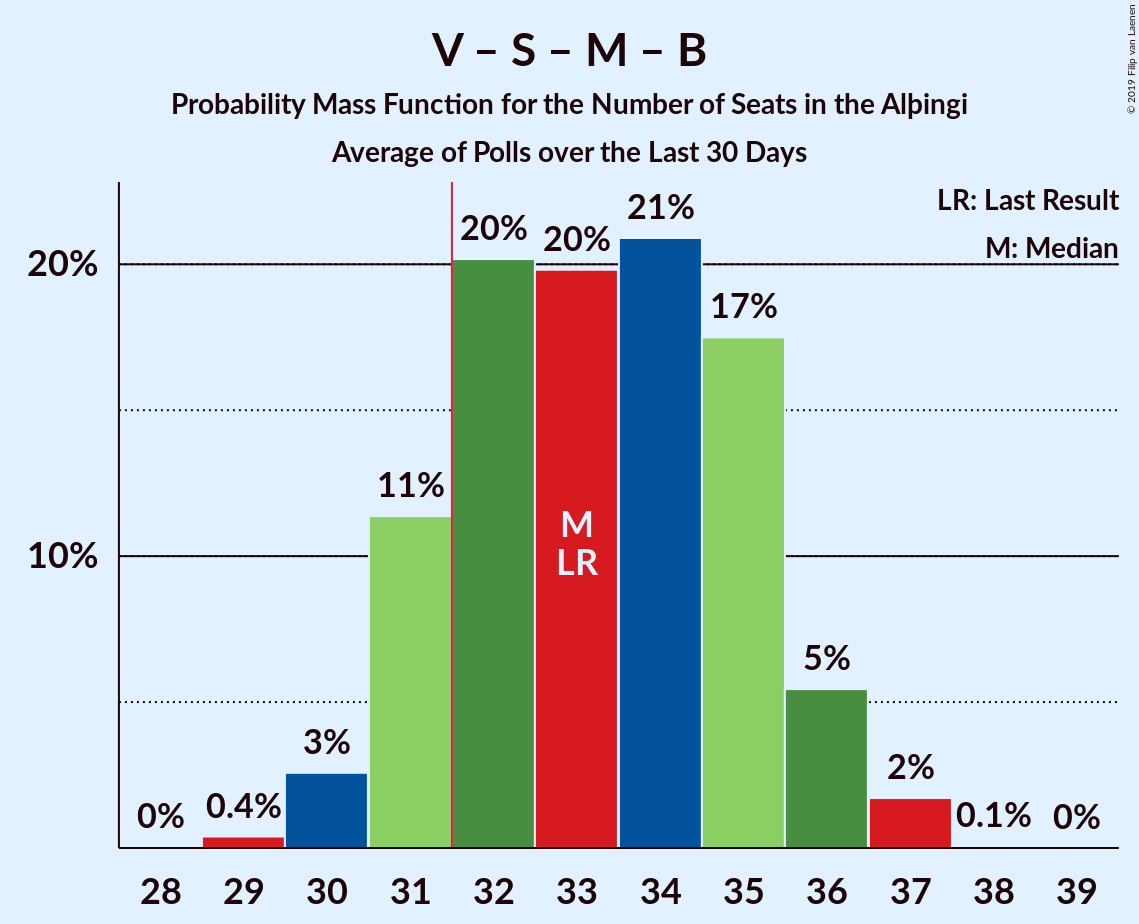 V – S – M – B
Probability Mass Function for the Number of Seats in the Alþingi
Average of Polls over the Last 30 Days
© 2019 Filip van Laenen
LR: Last Result
M: Median
20%
10%
0%
0.4%
3%
11%
20%
20%
21%
17%
5%
2%
0.1%
0%
M
LR
28 29 30 31 32 33 34 35 36 37 38 39